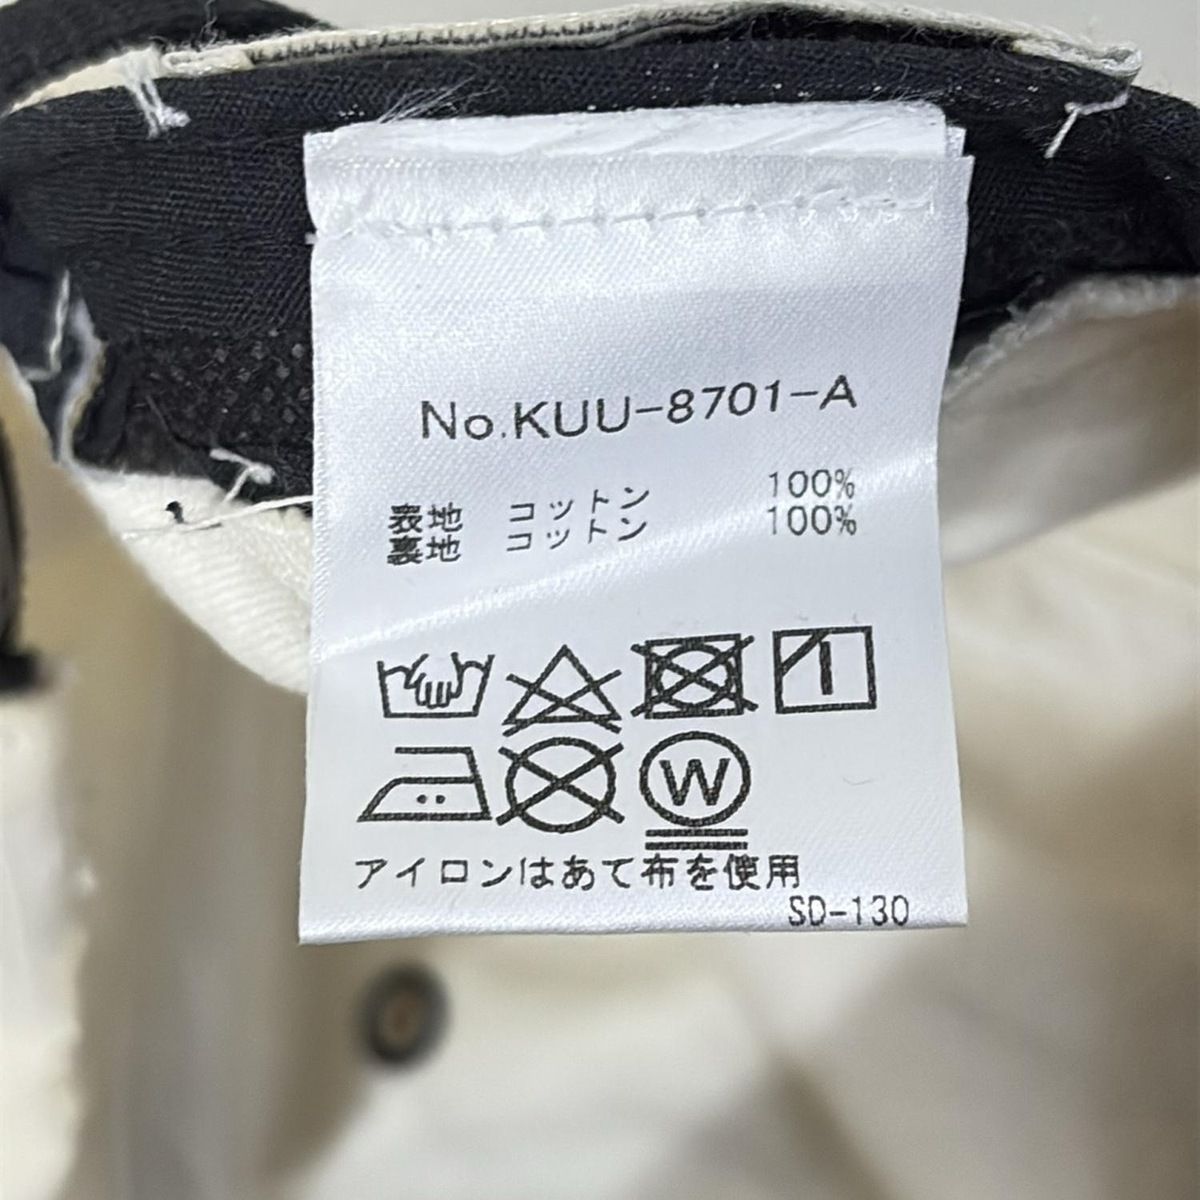 No.KUU-8701-A
表地 コットン 100%
裏地 コットン 100%
W
アイロンはあて布を使用
SD-130